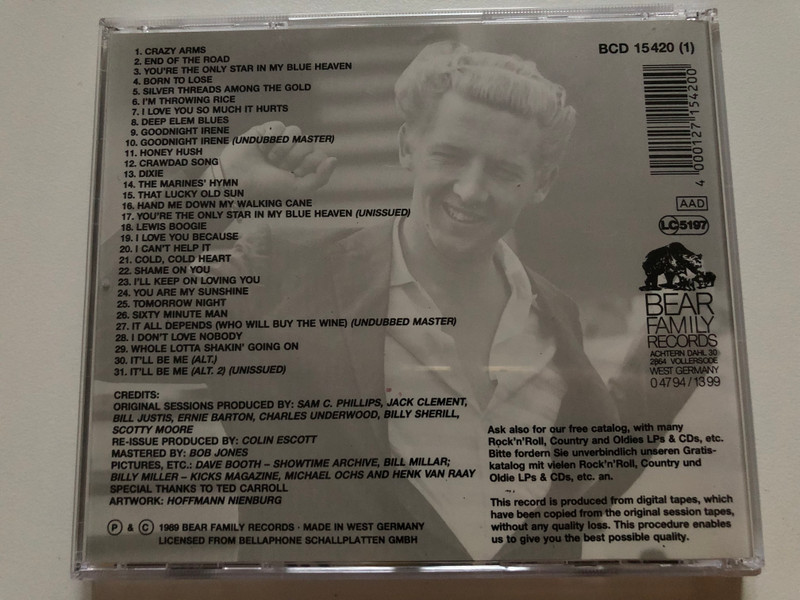 1. CRAZY ARMS
2. END OF THE ROAD
3. YOU'RE THE ONLY STAR IN MY BLUE HEAVEN
4. BORN TO LOSE
5. SILVER THREADS AMONG THE GOLD
6. I'M THROWING RICE
7. I LOVE YOU SO MUCH IT HURTS
8. DEEP ELEM BLUES
9. GOODNIGHT IRENE
10. GOODNIGHT IRENE (UNDUBBED MASTER)
11. HONEY HUSH
12. CRAWDAD SONG
13. DIXIE
14. THE MARINES' HYMN
15. THAT LUCKY OLD SUN
16. HAND ME DOWN MY WALKING CANE
17. YOU'RE THE ONLY STAR IN MY BLUE HEAVEN (UNISSUED)
18. LEWIS BOOGIE
19. I LOVE YOU BECAUSE
20. I CAN'T HELP IT
21. COLD, COLD HEART
22. SHAME ON YOU
23. I'LL KEEP ON LOVING YOU
24. YOU ARE MY SUNSHINE
25. TOMORROW NIGHT
26. SIXTY MINUTE MAN
27. IT ALL DEPENDS (WHO WILL BUY THE WINE) (UNDUBBED MASTER)
28. I DON'T LOVE NOBODY
29. WHOLE LOTTA SHAKIN' GOING ON
30. IT'LL BE ME (ALT.)
31. IT'LL BE ME (ALT. 2) (UNISSUED)
CREDITS:
ORIGINAL SESSIONS PRODUCED BY: SAM C. PHILLIPS, JACK CLEMENT,
BILL JUSTIS, ERNIE BARTON, CHARLES UNDERWOOD, BILLY SHERILL,
SCOTTY MOORE
RE-ISSUE PRODUCED BY: COLIN ESCOTT
MASTERED BY: BOB JONES
PICTURES, ETC.: DAVE BOOTH – SHOWTIME ARCHIVE, BILL MILLAR;
BILLY MILLER – KICKS MAGAZINE, MICHAEL OCHS AND HENK VAN RAAY
SPECIAL THANKS TO TED CARROLL
ARTWORK: HOFFMANN NIENBURG
Ⓟ & © 1989 BEAR FAMILY RECORDS · MADE IN WEST GERMANY
LICENSED FROM BELLAPHONE SCHALLPLATTEN GMBH
BCD 15420 (1)
4 000127 154200
AAD
LC 5197
BEAR
FAMILY
RECORDS
ACHTERN DAHL 30
2864 VOLLERSODE
WEST GERMANY
0 47 94 / 13 99
Ask also for our free catalog, with many
Rock'n'Roll, Country and Oldies LPs & CDs, etc.
Bitte fordern Sie unverbindlich unseren Gratis-
katalog mit vielen Rock'n'Roll, Country und
Oldie LPs & CDs, etc. an.
This record is produced from digital tapes, which
have been copied from the original session tapes,
without any quality loss. This procedure enables
us to give you the best possible quality.